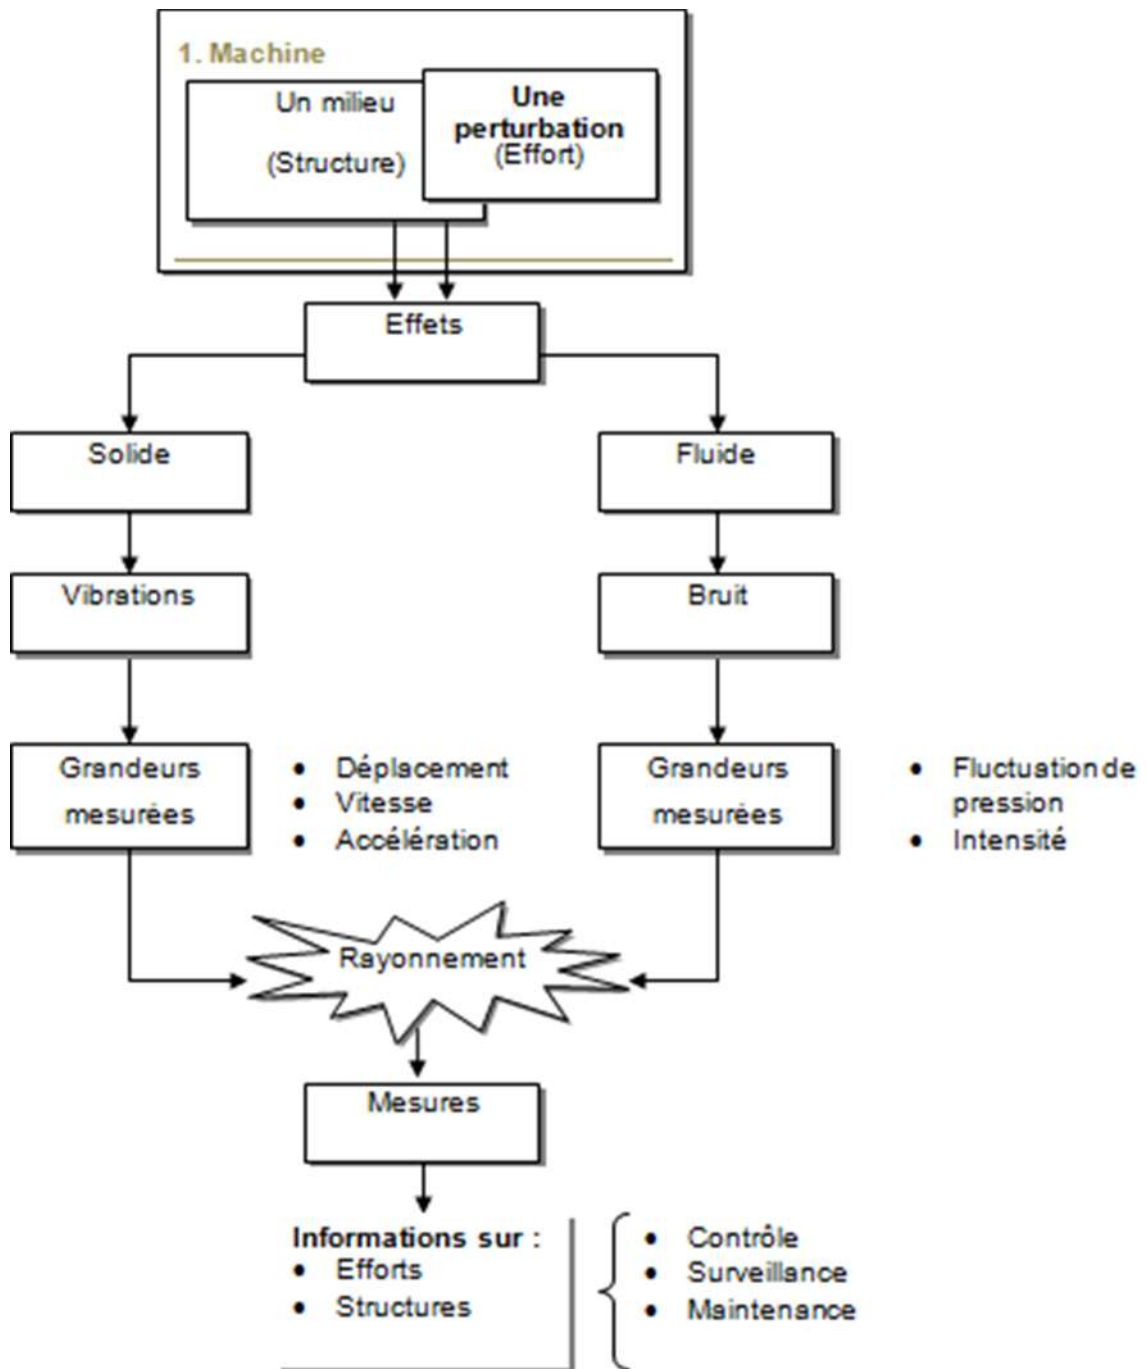 1. Machine
Un milieu
(Structure)
Une
perturbation
(Effort)
Effets
Solide
Fluide
Vibrations
Bruit
Grandeurs
mesurées
• Déplacement
• Vitesse
• Accélération
Grandeurs
mesurées
• Fluctuation de
pression
• Intensité
Rayonnement
Mesures
Informations sur :
• Efforts
• Structures
• Contrôle
• Surveillance
• Maintenance